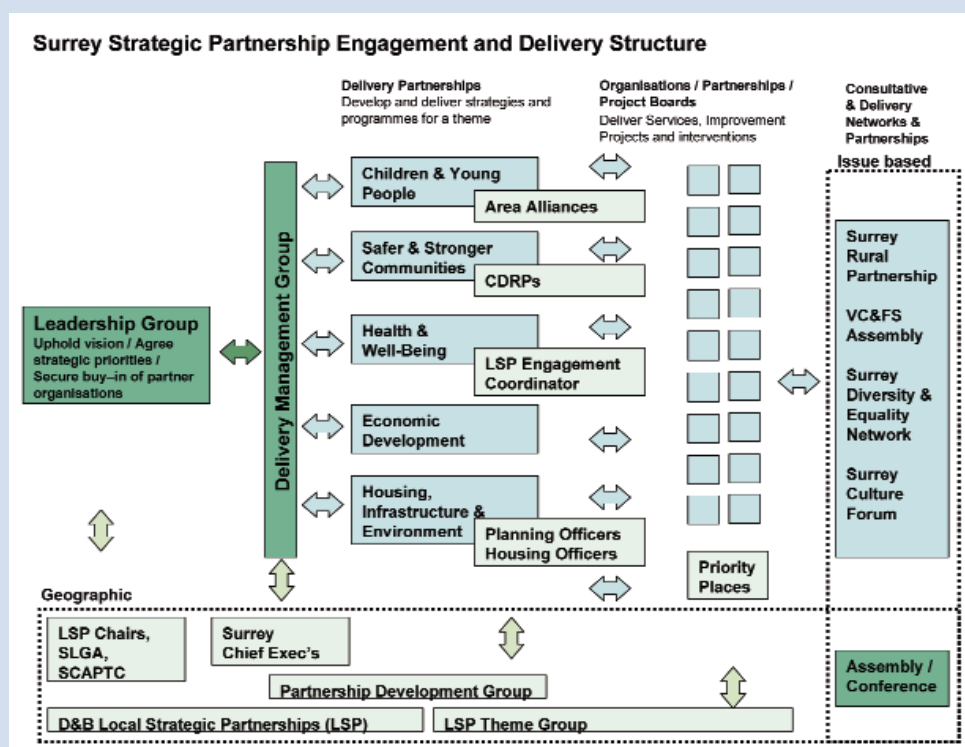 Surrey Strategic Partnership Engagement and Delivery Structure
Delivery Partnerships
Develop and deliver strategies and
programmes for a theme
Organisations / Partnerships /
Project Boards
Deliver Services, Improvement
Projects and interventions
Consultative
& Delivery
Networks &
Partnerships
Issue based
Leadership Group
Uphold vision / Agree
strategic priorities /
Secure buy–in of partner
organisations
Delivery Management Group
Children & Young
People
Area Alliances
Safer & Stronger
Communities
CDRPs
Health &
Well-Being
LSP Engagement
Coordinator
Economic
Development
Housing,
Infrastructure &
Environment
Planning Officers
Housing Officers
Priority
Places
Surrey
Rural
Partnership
VC&FS
Assembly
Surrey
Diversity &
Equality
Network
Surrey
Culture
Forum
Geographic
LSP Chairs,
SLGA,
SCAPTC
Surrey
Chief Exec's
Partnership Development Group
D&B Local Strategic Partnerships (LSP)
LSP Theme Group
Assembly /
Conference